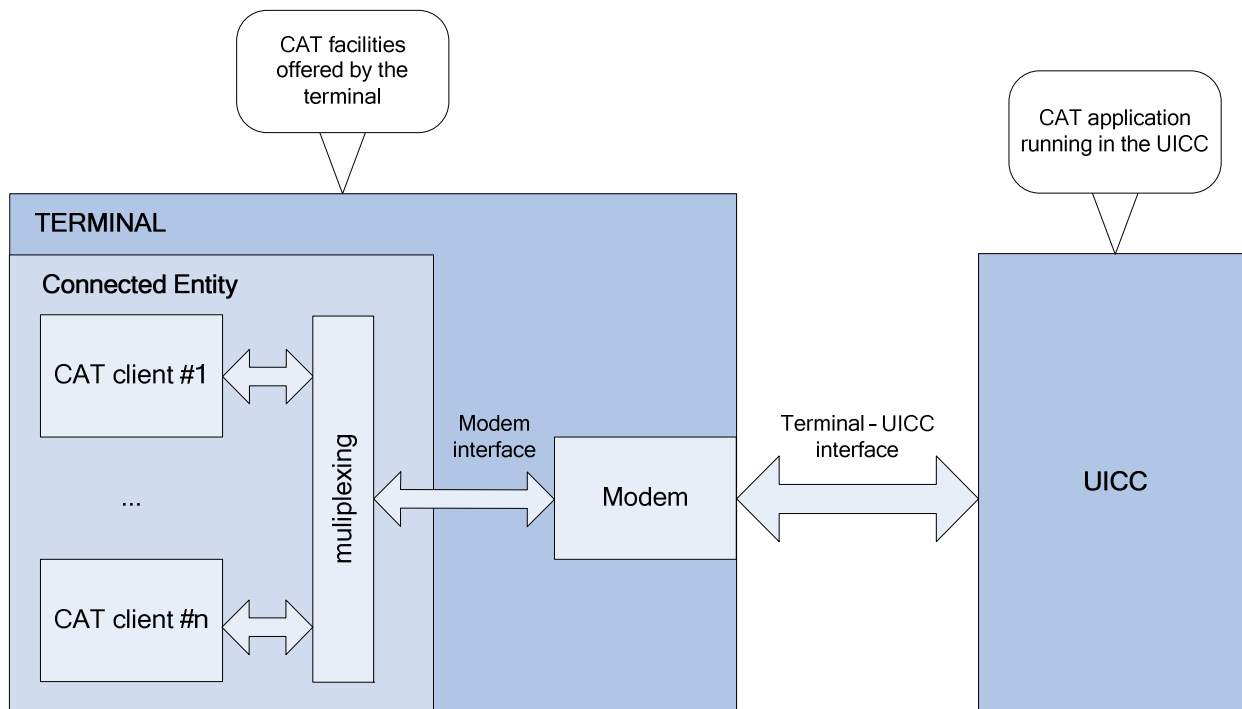 CAT facilities
offered by the
terminal
CAT application
running in the UICC
TERMINAL
Connected Entity
CAT client #1
...
CAT client #n
muliplexing
Modem
interface
Modem
Terminal - UICC
interface
UICC